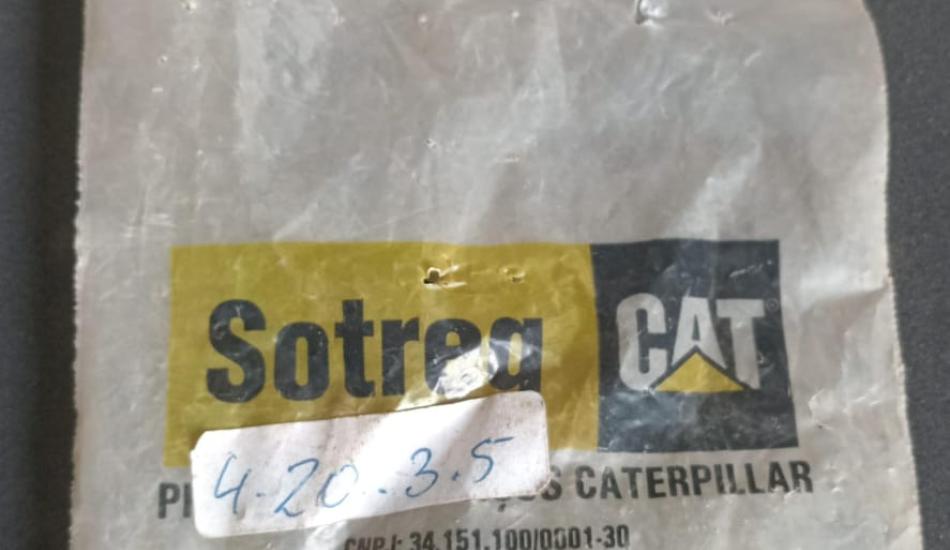 Sotreq CAT
4-20.3.5
CATERPILLAR
CNPJ: 34.151.100/0001-30